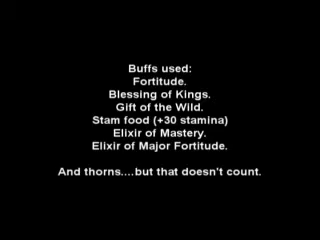 Buffs used:
Fortitude.
Blessing of Kings.
Gift of the Wild.
Stam food (+30 stamina)
Elixir of Mastery.
Elixir of Major Fortitude.
And thorns....but that doesn't count.